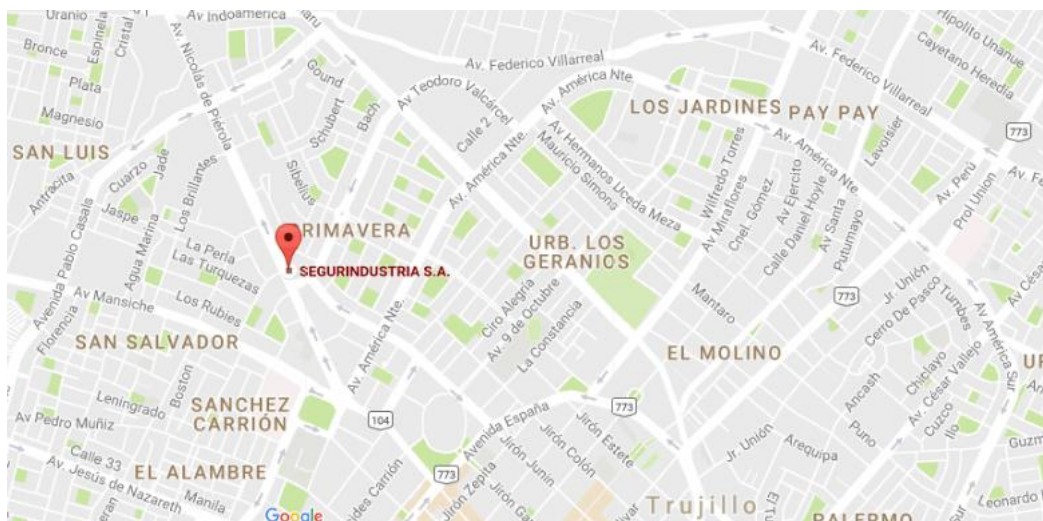 Uranio
Espinela
Cristal
Av Indoamerica
Bronce
Plata
Magnesio
Av. Nicolás de Piérola
Gound
Schubert
Bach
Av. Federico Villarreal
Av Teodoro Valcárcel
Calle 2
Av. América Nte.
Av. América Nte.
LOS JARDINES
PAY PAY
Av. Federico Villarreal
Hipolito Unanue
Cayetano Heredia
773
SAN LUIS
Antracita
Cuarzo
Jade
Jaspe
Los Brillantes
Sibelius
Av Hermanos Uceda Meza
Mauricio Simons
Wilfredo Torres
Av Miraflores
Cnel Gómez
Av Ejercito
Calle Daniel Hoyle
Av Santa
Putumayo
Av. América Nte.
Lavoisier
Av. Perú
Prol Union
Av. Fe
Avenida Pablo Casals
Agua Marina
La Perla
Las Turquezas
RIMAVERA
SEGURINDUSTRIA S.A.
URB. LOS
GERANIOS
Av Mansiche
Los Rubies
Florencia
SAN SALVADOR
Av. América Nte.
Ciro Alegría
Av. 9 de Octubre
La Constancia
Mantaro
773
Jr. Unión
Cerro De Pasco
Tumbes
Av César
Av América Sur
EL MOLINO
Boston
Leningrado
SANCHEZ
CARRIÓN
Av Pedro Muñiz
104
Avenida España
773
Ancash
Chiclayo
Av. César Vallejo
Cuzco
Ilo
Puno
Calle 33
EL ALAMBRE
Av. Jesús de Nazareth
Manila
773
Jirón Zepita
Jirón Junin
Jirón Colón
Jirón Estete
Jr. Unión
Arequipa
Trujillo
PALERMO
Leonardo
Google